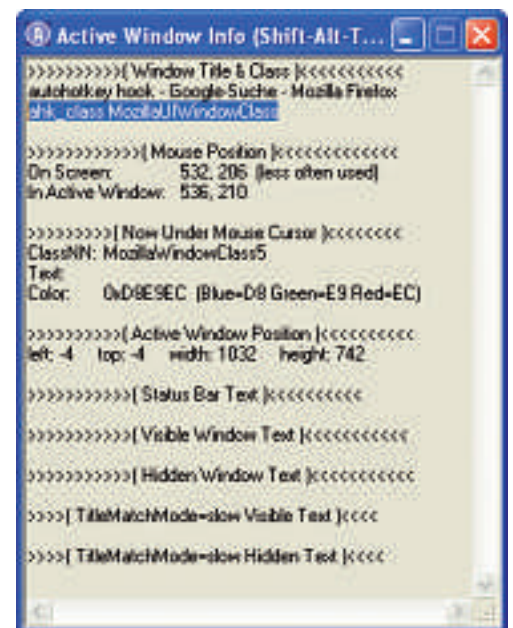 Active Window Info (Shift-Alt-T...
>>>>>>>>>>( Window Title & Class )<<<<<<<<<<<
autohotkey hook - Google-Suche - Mozilla Firefox
ahk_class MozillaUIWindowClass
>>>>>>>>>>>>( Mouse Position )<<<<<<<<<<<<<
On Screen: 532, 206 (less often used)
In Active Window: 536, 210
>>>>>>>>>( Now Under Mouse Cursor )<<<<<<<<
ClassNN: MozillaWindowClass5
Text:
Color: 0xD8E9EC (Blue=D8 Green=E9 Red=EC)
>>>>>>>>>>( Active Window Position )<<<<<<<<<<
left: -4 top: -4 width: 1032 height: 742
>>>>>>>>>>>( Status Bar Text )<<<<<<<<<<
>>>>>>>>>>>( Visible Window Text )<<<<<<<<<<<
>>>>>>>>>>>( Hidden Window Text )<<<<<<<<<<<
>>>>( TitleMatchMode=slow Visible Text )<<<<
>>>>( TitleMatchMode=slow Hidden Text )<<<<